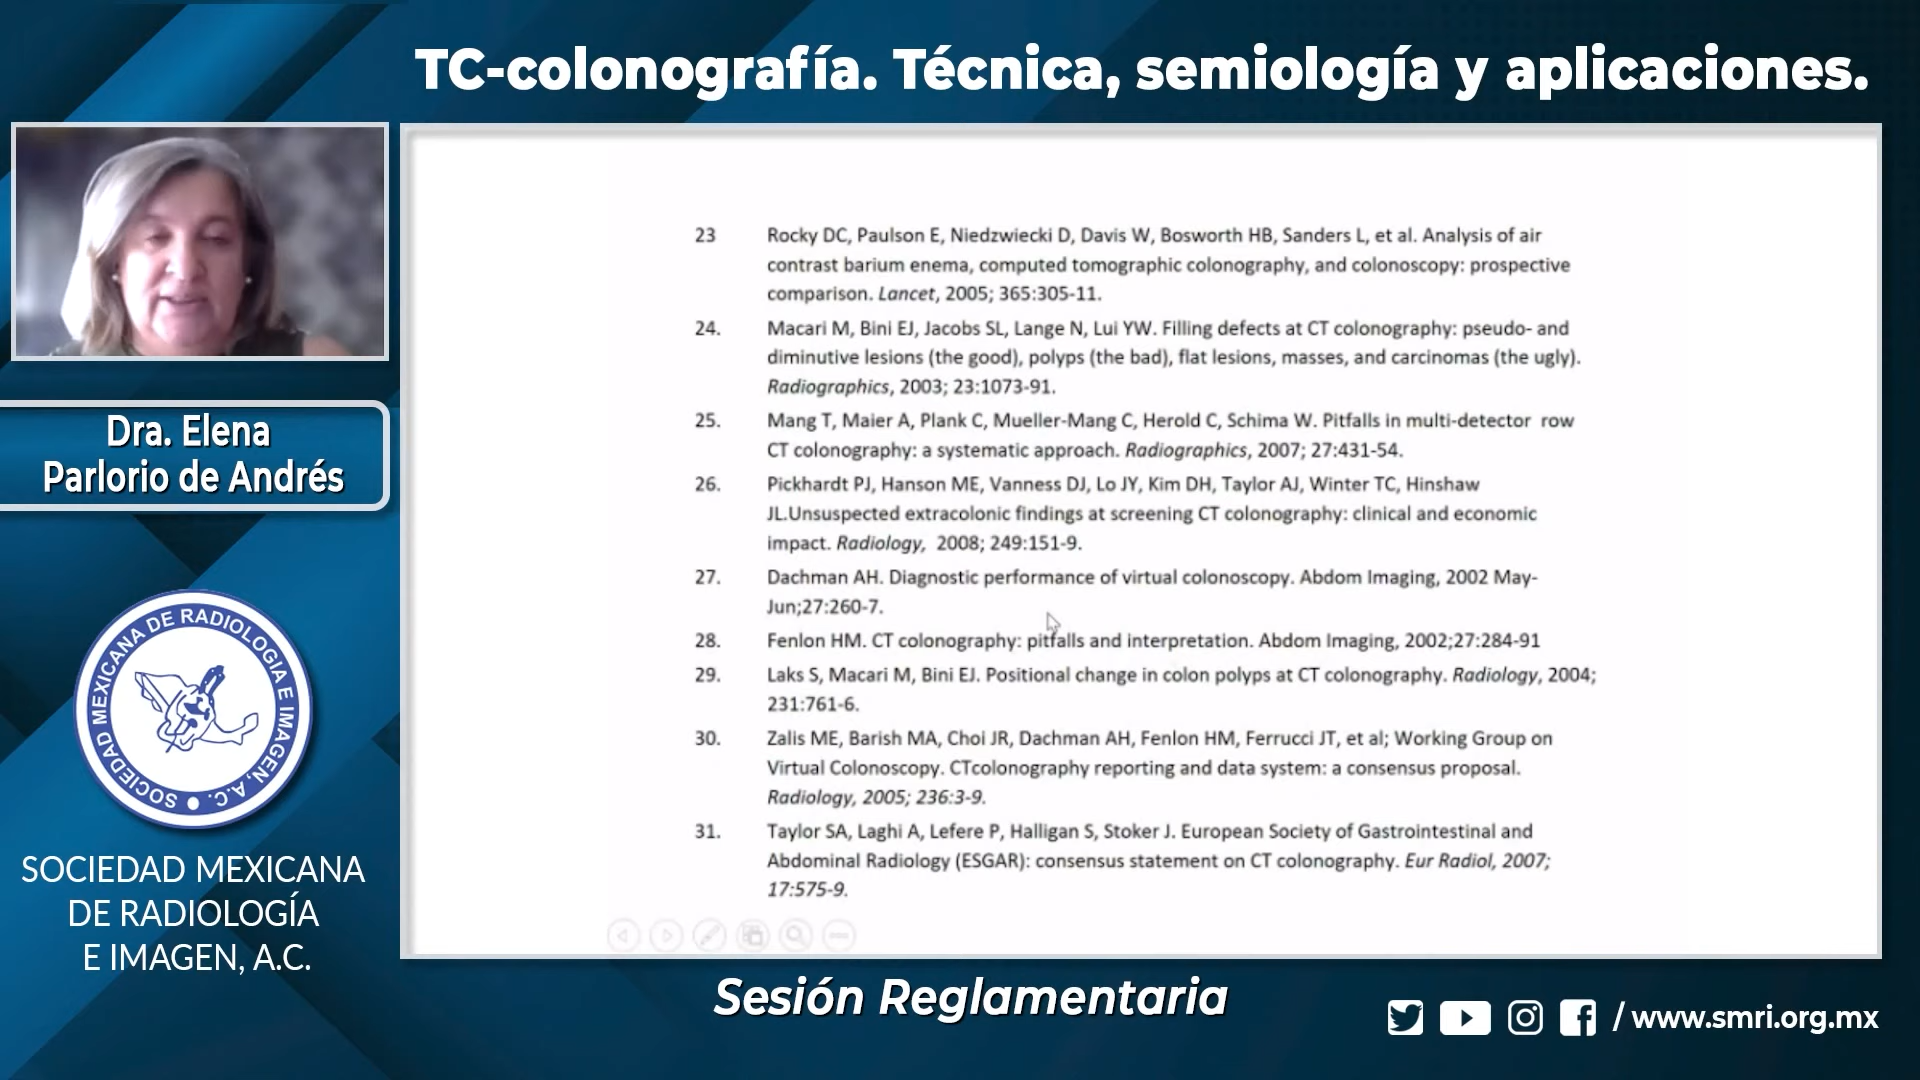 TC-colonografía. Técnica, semiología y aplicaciones.
Dra. Elena
Parlorio de Andrés
SOCIEDAD MEXICANA DE RADIOLOGIA E IMAGEN, A.C.
SOCIEDAD MEXICANA
DE RADIOLOGÍA
E IMAGEN, A.C.
23 Rocky DC, Paulson E, Niedzwiecki D, Davis W, Bosworth HB, Sanders L, et al. Analysis of air
contrast barium enema, computed tomographic colonography, and colonoscopy: prospective
comparison. Lancet, 2005; 365:305-11.
24. Macari M, Bini EJ, Jacobs SL, Lange N, Lui YW. Filling defects at CT colonography: pseudo- and
diminutive lesions (the good), polyps (the bad), flat lesions, masses, and carcinomas (the ugly).
Radiographics, 2003; 23:1073-91.
25. Mang T, Maier A, Plank C, Mueller-Mang C, Herold C, Schima W. Pitfalls in multi-detector row
CT colonography: a systematic approach. Radiographics, 2007; 27:431-54.
26. Pickhardt PJ, Hanson ME, Vanness DJ, Lo JY, Kim DH, Taylor AJ, Winter TC, Hinshaw
JL.Unsuspected extracolonic findings at screening CT colonography: clinical and economic
impact. Radiology, 2008; 249:151-9.
27. Dachman AH. Diagnostic performance of virtual colonoscopy. Abdom Imaging, 2002 May-
Jun;27:260-7.
28. Fenlon HM. CT colonography: pitfalls and interpretation. Abdom Imaging, 2002;27:284-91
29. Laks S, Macari M, Bini EJ. Positional change in colon polyps at CT colonography. Radiology, 2004;
231:761-6.
30. Zalis ME, Barish MA, Choi JR, Dachman AH, Fenlon HM, Ferrucci JT, et al; Working Group on
Virtual Colonoscopy. CTcolonography reporting and data system: a consensus proposal.
Radiology, 2005; 236:3-9.
31. Taylor SA, Laghi A, Lefere P, Halligan S, Stoker J. European Society of Gastrointestinal and
Abdominal Radiology (ESGAR): consensus statement on CT colonography. Eur Radiol, 2007;
17:575-9.
Sesión Reglamentaria
/ www.smri.org.mx